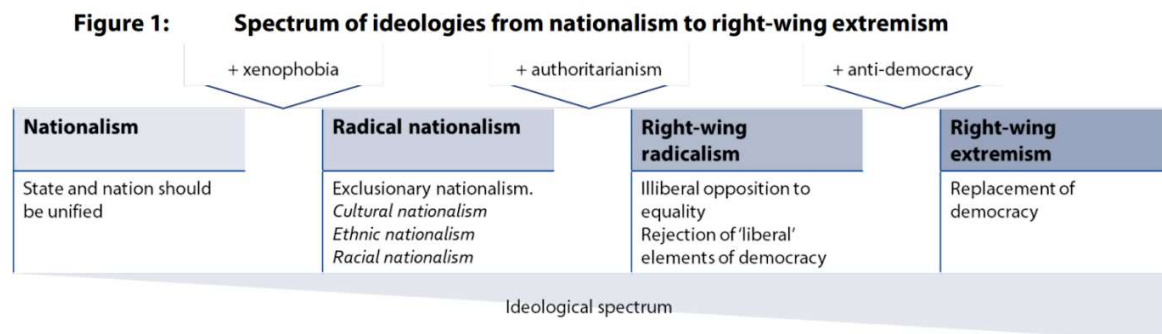 Figure 1: Spectrum of ideologies from nationalism to right-wing extremism
+ xenophobia
+ authoritarianism
+ anti-democracy
Nationalism
State and nation should
be unified
Radical nationalism
Exclusionary nationalism.
Cultural nationalism
Ethnic nationalism
Racial nationalism
Right-wing
radicalism
Illiberal opposition to
equality
Rejection of ‘liberal’
elements of democracy
Right-wing
extremism
Replacement of
democracy
Ideological spectrum